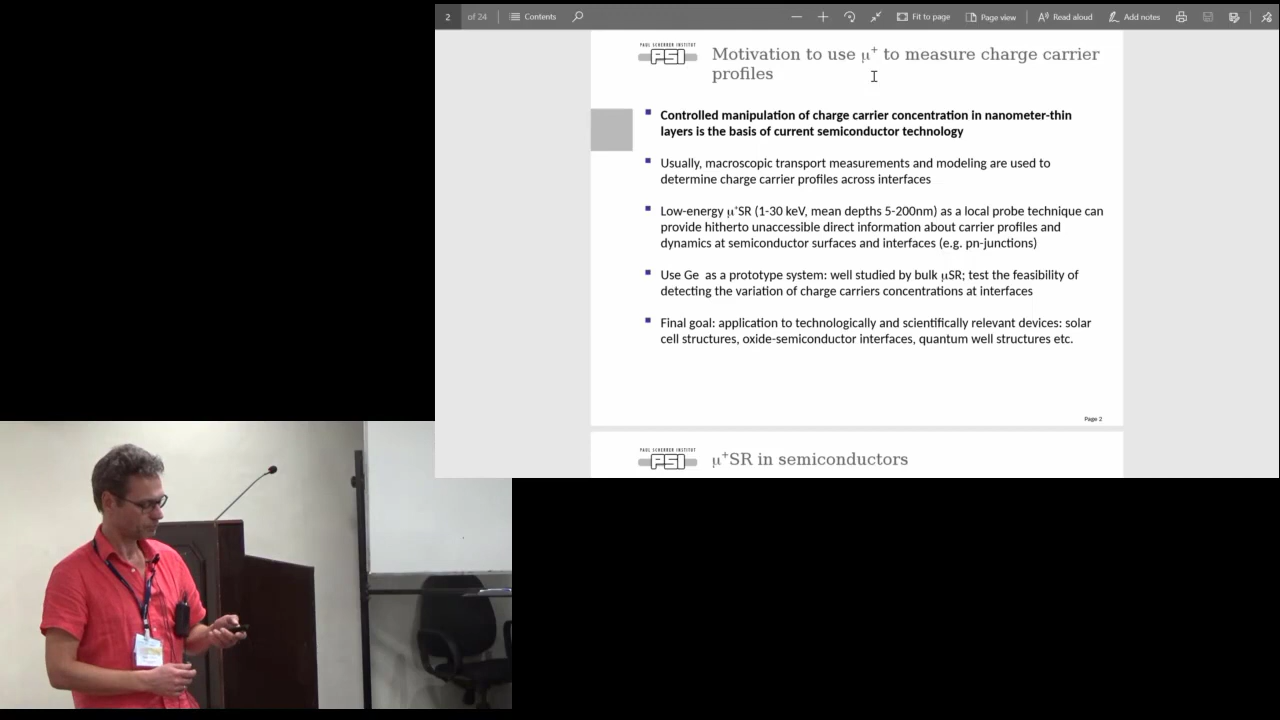 2 of 24 Contents Fit to page Page view Read aloud Add notes
PAUL SCHERRER INSTITUT
PSI
Motivation to use μ+ to measure charge carrier
profiles
Controlled manipulation of charge carrier concentration in nanometer-thin
layers is the basis of current semiconductor technology
Usually, macroscopic transport measurements and modeling are used to
determine charge carrier profiles across interfaces
Low-energy μ+SR (1-30 keV, mean depths 5-200nm) as a local probe technique can
provide hitherto unaccessible direct information about carrier profiles and
dynamics at semiconductor surfaces and interfaces (e.g. pn-junctions)
Use Ge as a prototype system: well studied by bulk μSR; test the feasibility of
detecting the variation of charge carriers concentrations at interfaces
Final goal: application to technologically and scientifically relevant devices: solar
cell structures, oxide-semiconductor interfaces, quantum well structures etc.
Page 2
PAUL SCHERRER INSTITUT
PSI
μ+SR in semiconductors